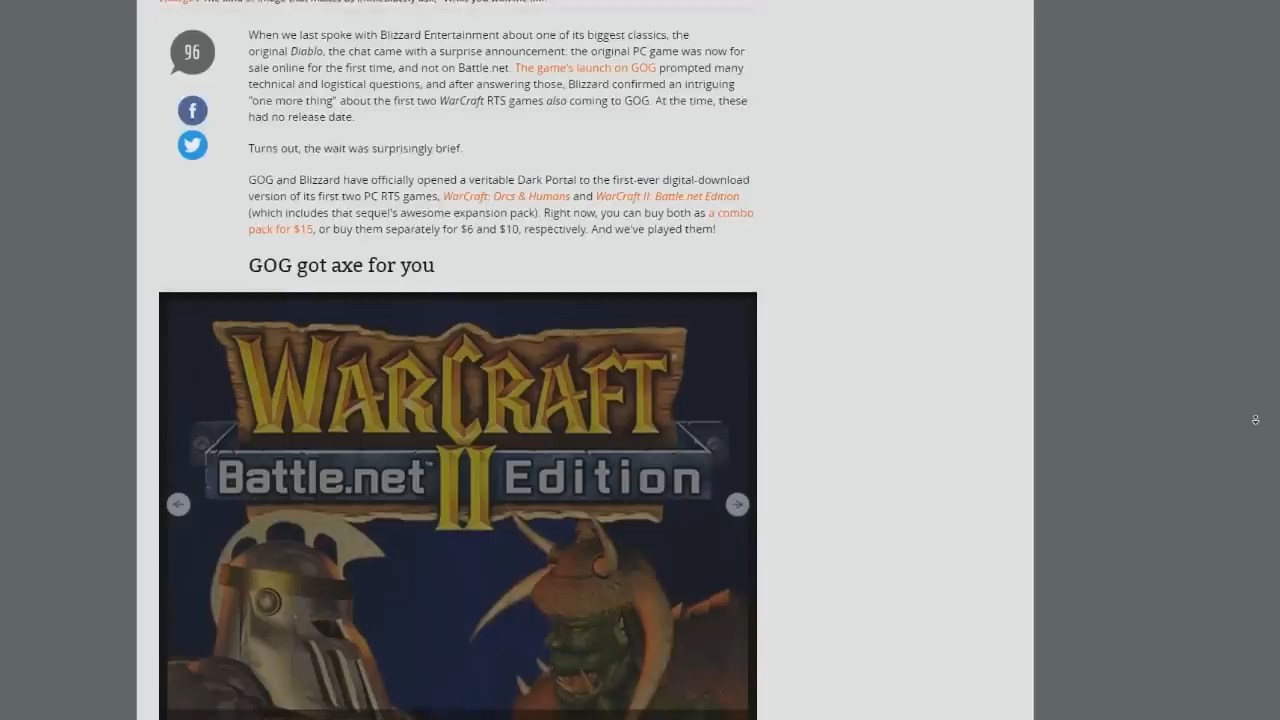 96
When we last spoke with Blizzard Entertainment about one of its biggest classics, the
original Diablo, the chat came with a surprise announcement: the original PC game was now for
sale online for the first time, and not on Battle.net. The game's launch on GOG prompted many
technical and logistical questions, and after answering those, Blizzard confirmed an intriguing
"one more thing" about the first two WarCraft RTS games also coming to GOG. At the time, these
had no release date.
Turns out, the wait was surprisingly brief.
GOG and Blizzard have officially opened a veritable Dark Portal to the first-ever digital-download
version of its first two PC RTS games, WarCraft: Orcs & Humans and WarCraft II: Battle.net Edition
(which includes that sequel's awesome expansion pack). Right now, you can buy both as a combo
pack for $15, or buy them separately for $6 and $10, respectively. And we've played them!
GOG got axe for you
WARCRAFT
Battle.net II Edition